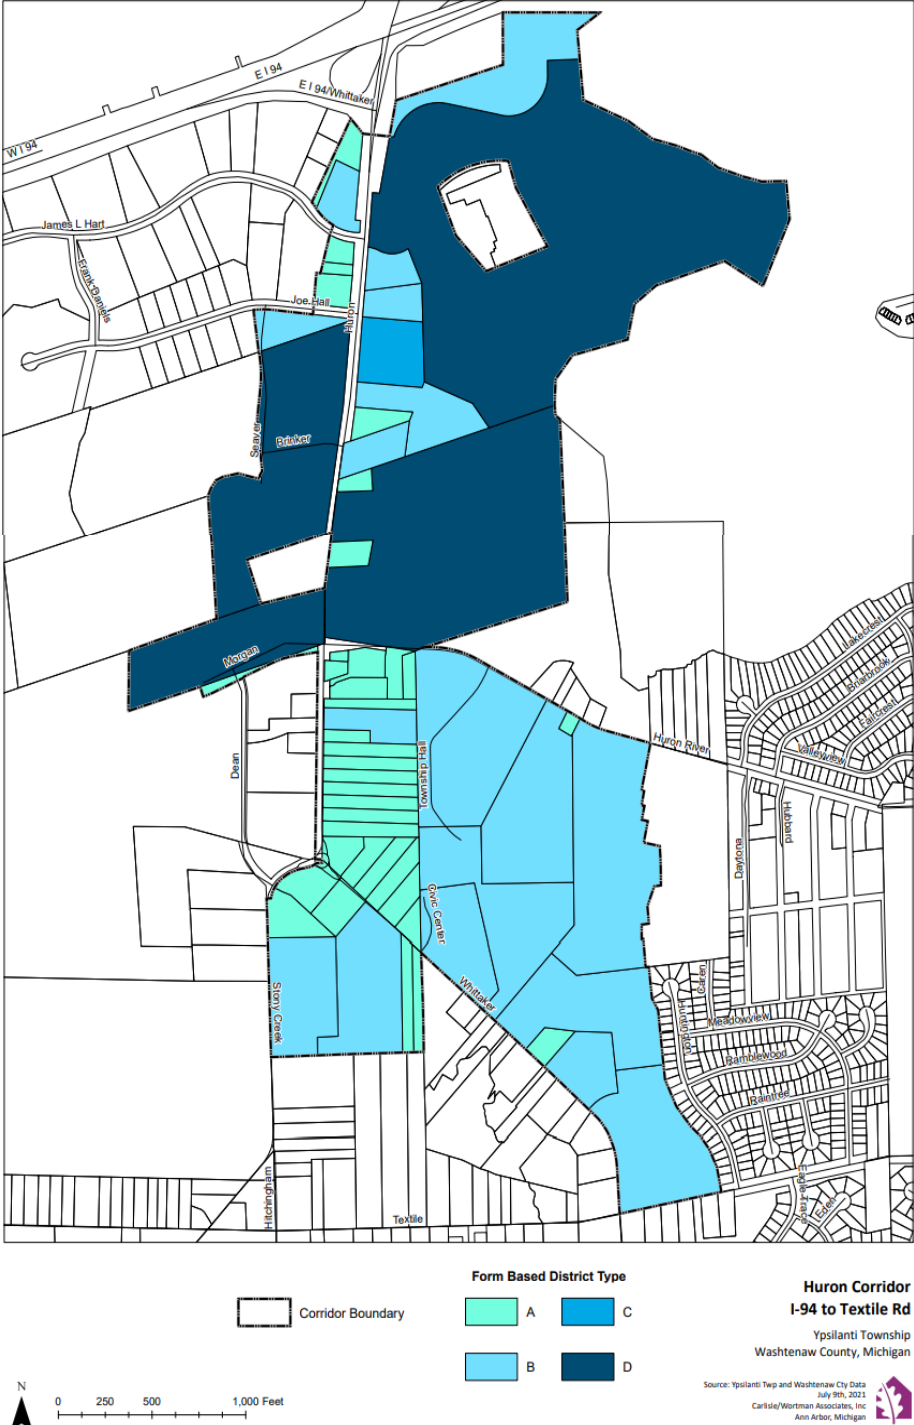 E I 94
E I 94/Whittaker
W I 94
James L Hart
Frank Daniels
Joe Hall
Huron
Seaver
Brinker
Morgan
Dean
Township Hall
Civic Center
Whittaker
Stony Creek
Hitchingham
Textile
Huron River
Lakecrest
Briarbrook
Faircrest
Valleyview
Hubbard
Daytona
Caren
Huntington
Meadowview
Ramblewood
Raintree
Eagle Trace
Eden
Form Based District Type
Corridor Boundary
A
C
B
D
Huron Corridor
I-94 to Textile Rd
Ypsilanti Township
Washtenaw County, Michigan
Source: Ypsilanti Twp and Washtenaw Cty Data
July 9th, 2021
Carlisle/Wortman Associates, Inc
Ann Arbor, Michigan
N
0 250 500 1,000 Feet